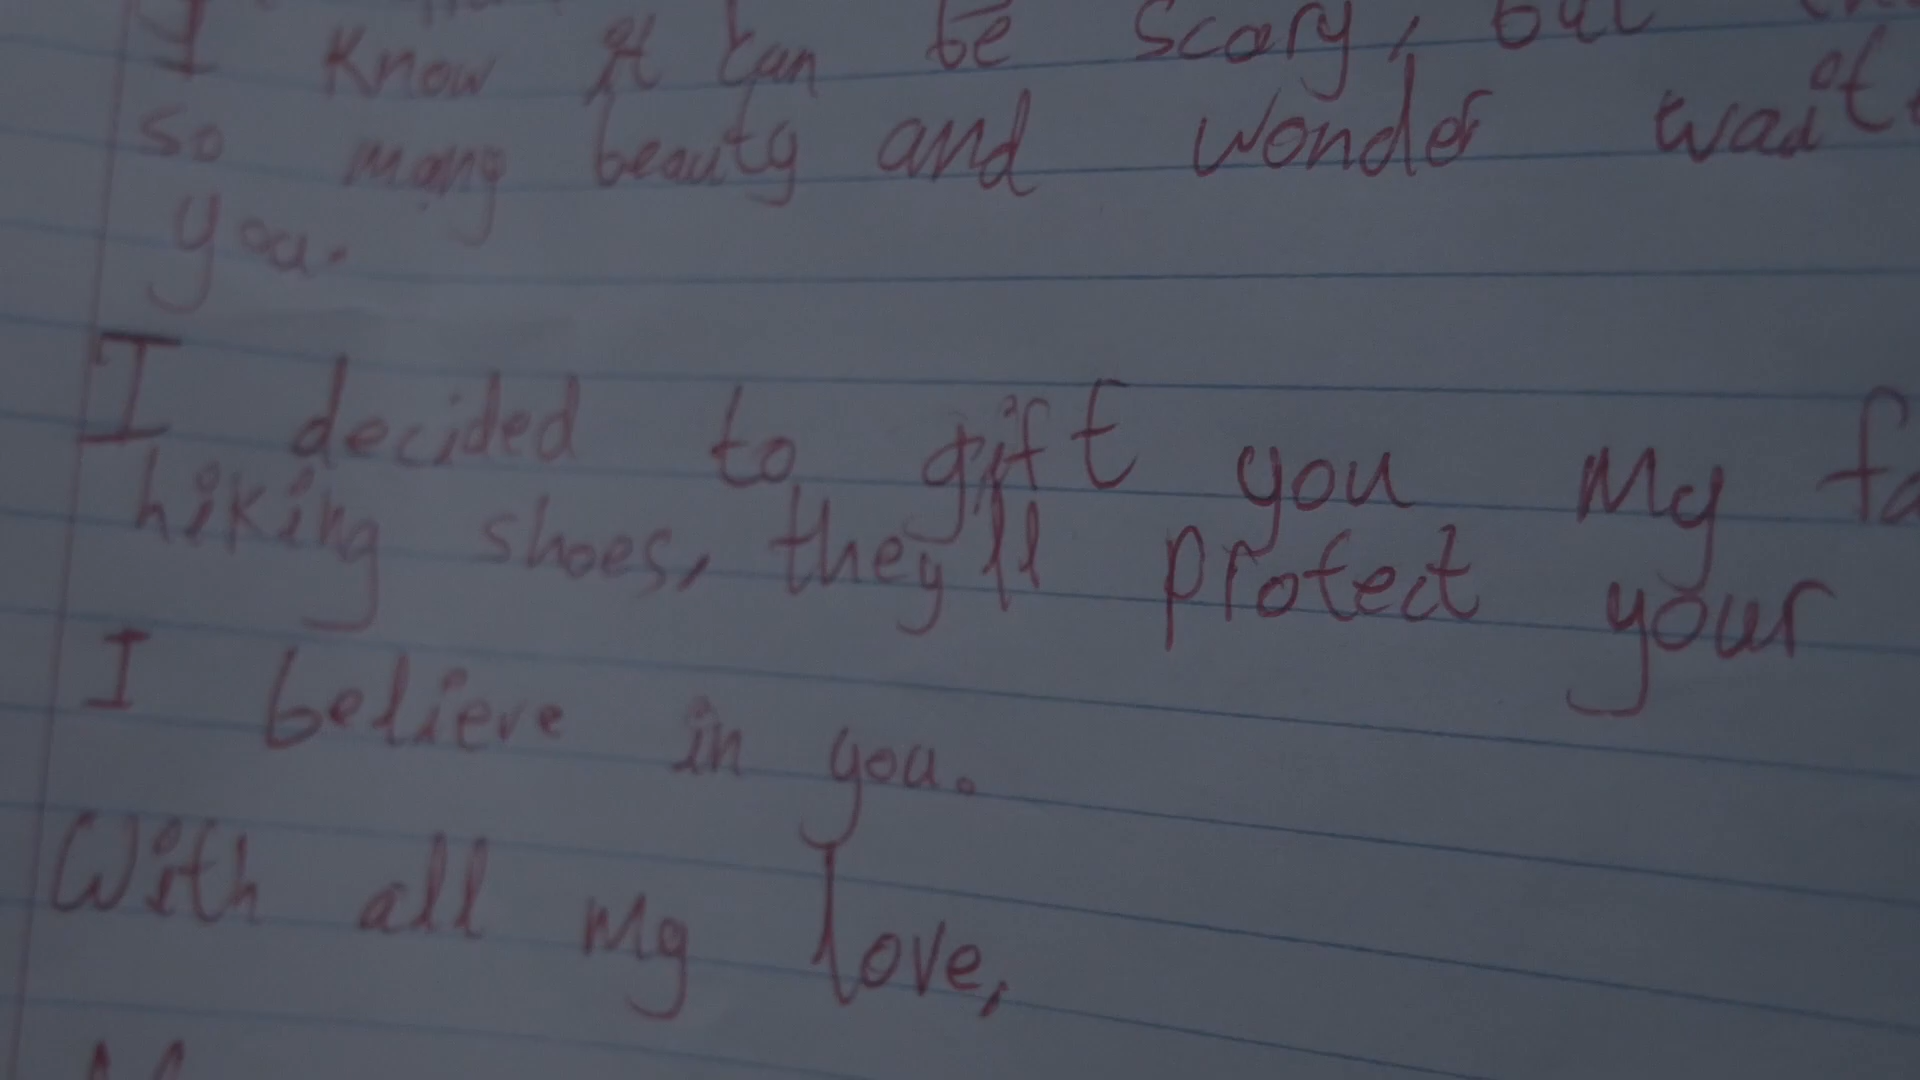 I know it can be scary, but
so many beauty and wonder of wait
you.
I decided to gift you my
hiking shoes, they'll protect your
I believe in you.
With all my love,